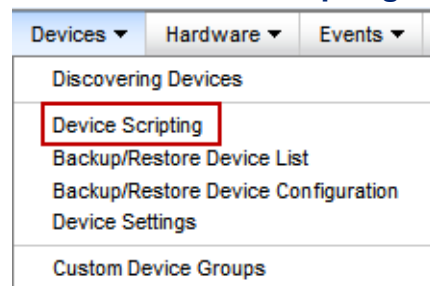 Devices ▼ Hardware ▼ Events ▼
Discovering Devices
Device Scripting
Backup/Restore Device List
Backup/Restore Device Configuration
Device Settings
Custom Device Groups